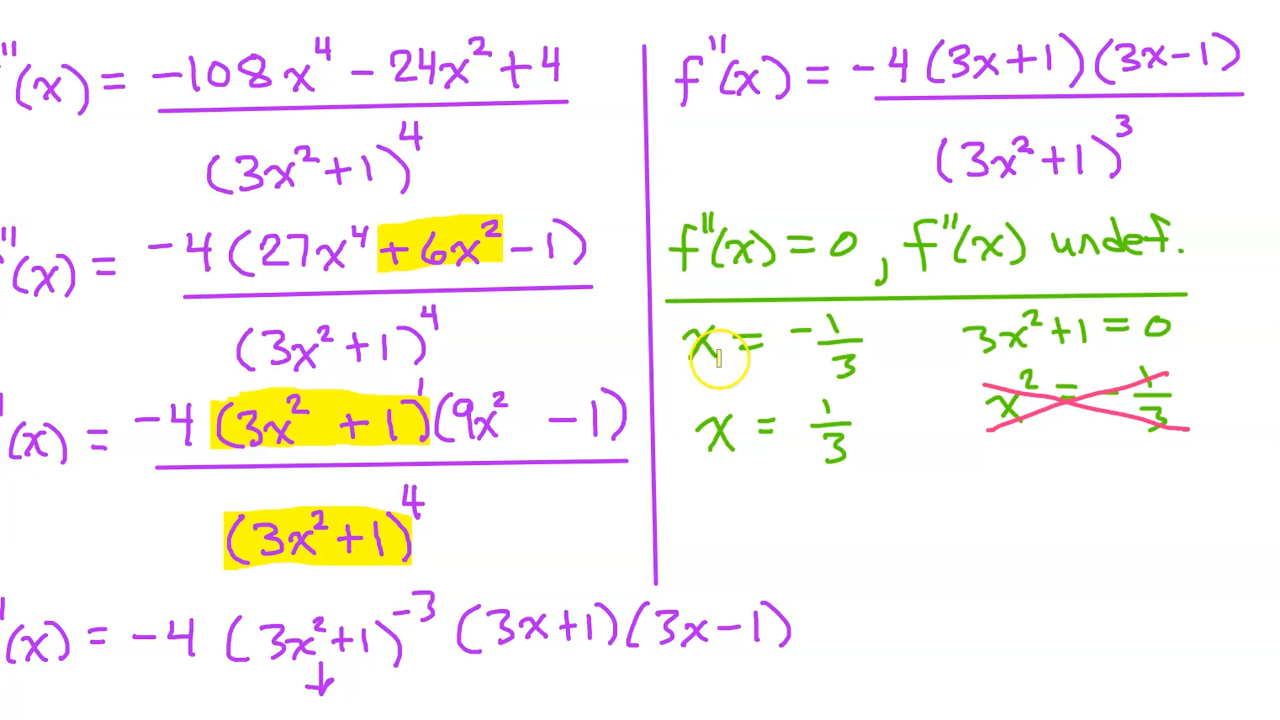 "(x) = -108x⁴ - 24x² + 4
(3x² + 1)⁴
"(x) = -4(27x⁴ + 6x² - 1)
(3x² + 1)⁴
'(x) = -4(3x² + 1)¹(9x² - 1)
(3x² + 1)⁴
'(x) = -4(3x² + 1)⁻³(3x + 1)(3x - 1)
f"(x) = -4(3x + 1)(3x - 1)
(3x² + 1)³
f"(x) = 0, f"(x) undef.
x = -1/3
x = 1/3
3x² + 1 = 0
x² = -1/3